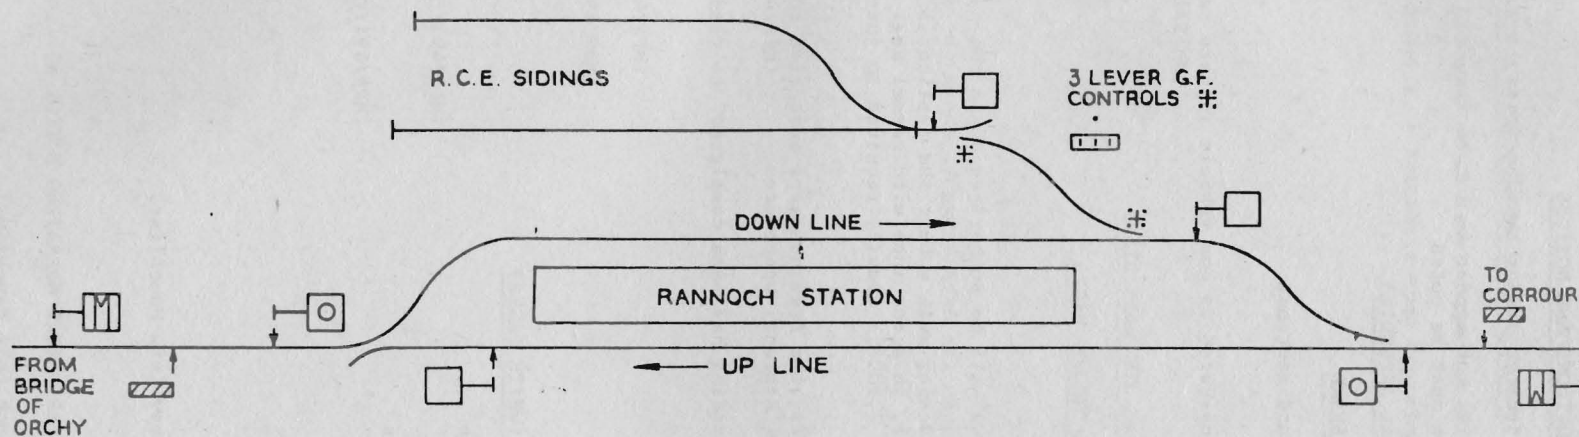 R.C.E. SIDINGS
3 LEVER G.F.
CONTROLS
DOWN LINE
RANNOCH STATION
TO
CORROUR
UP LINE
FROM
BRIDGE
OF
ORCHY